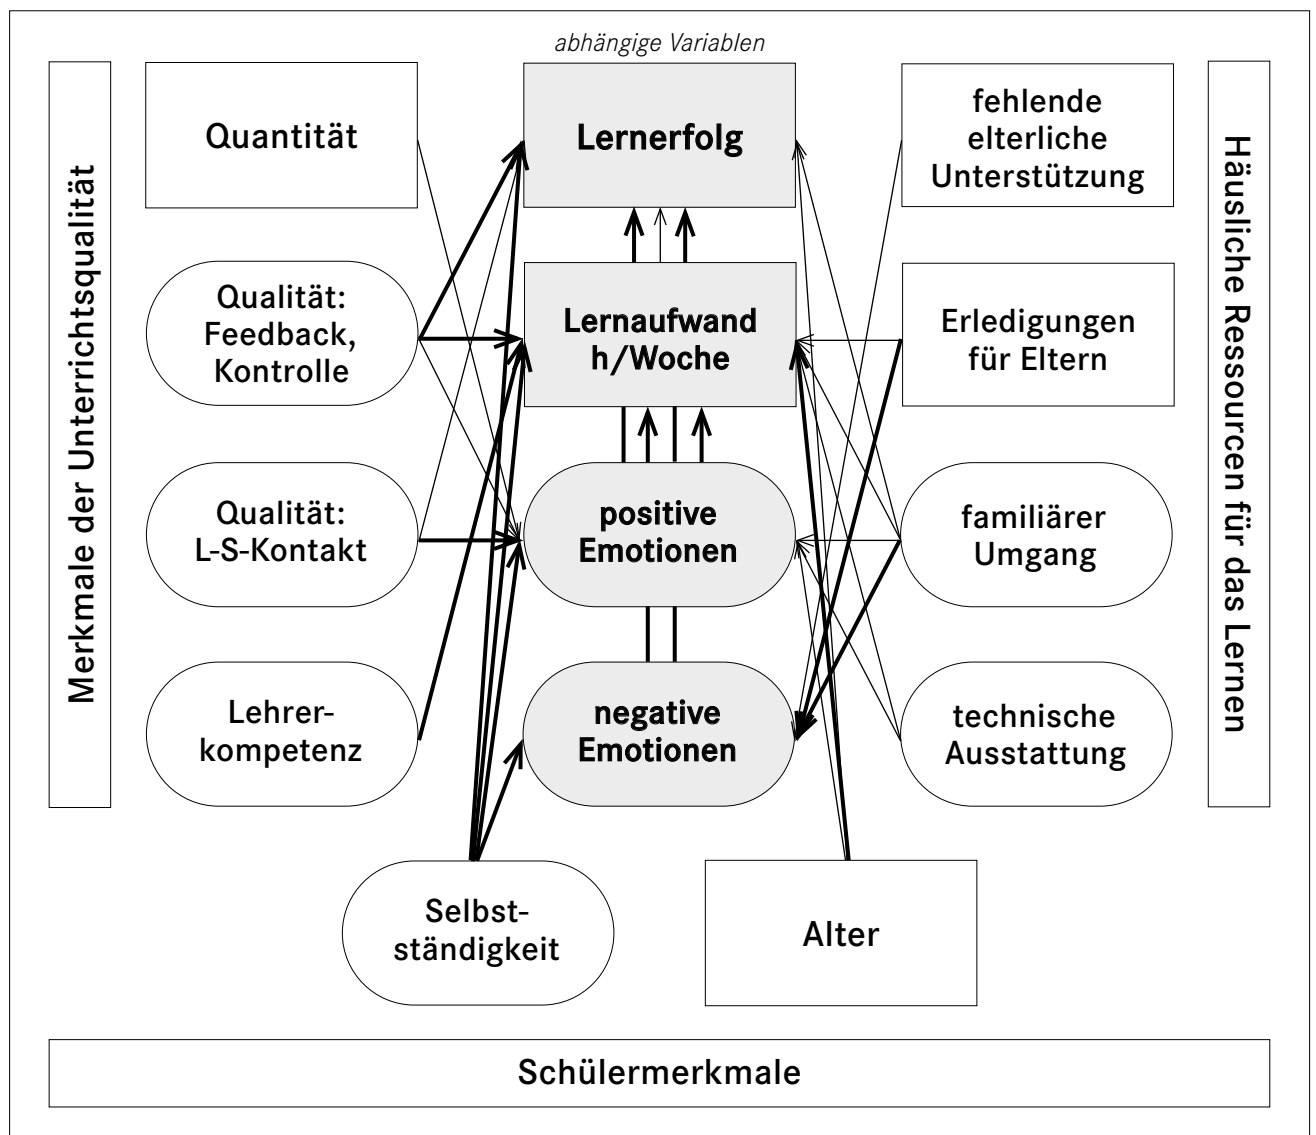 abhängige Variablen
Merkmale der Unterrichtsqualität
Quantität
Lernerfolg
fehlende
elterliche
Unterstützung
Häusliche Ressourcen für das Lernen
Qualität:
Feedback,
Kontrolle
Lernaufwand
h/Woche
Erledigungen
für Eltern
Qualität:
L-S-Kontakt
positive
Emotionen
familiärer
Umgang
Lehrer-
kompetenz
negative
Emotionen
technische
Ausstattung
Selbst-
ständigkeit
Alter
Schülermerkmale